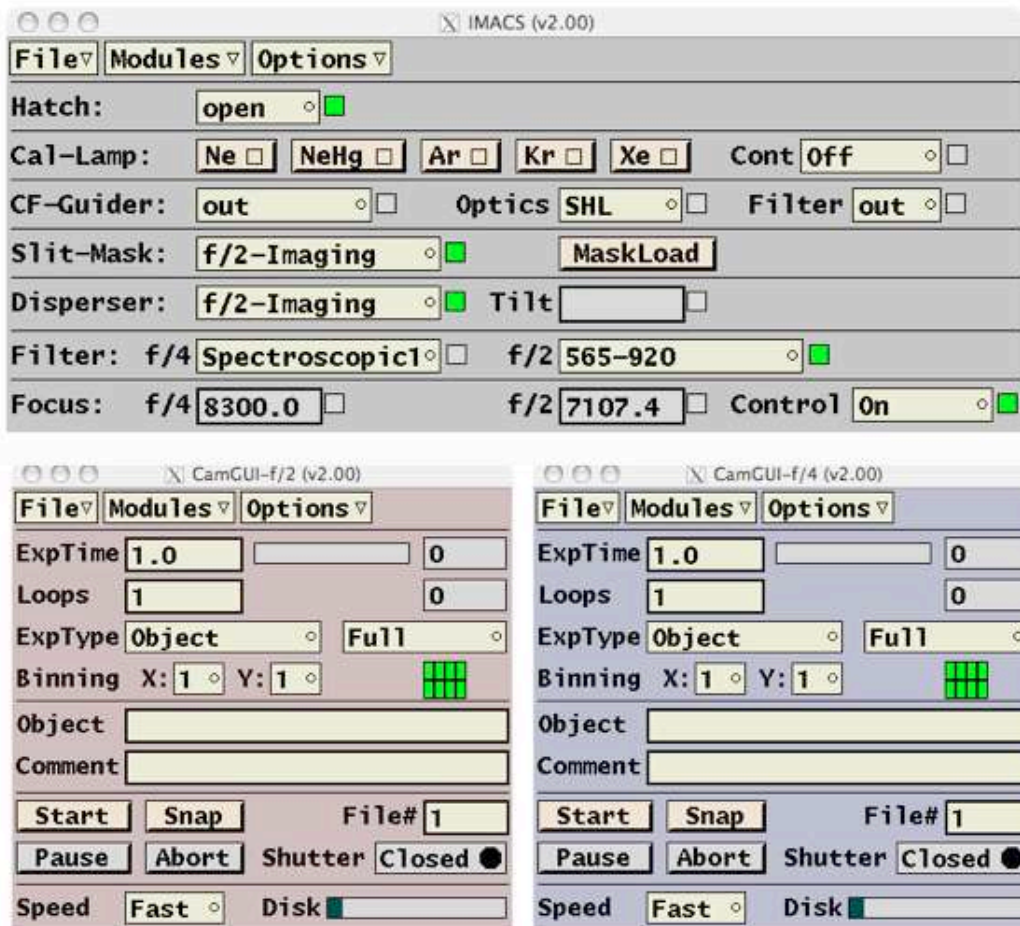 IMACS (v2.00)
File Modules Options
Hatch: open
Cal-Lamp: Ne NeHg Ar Kr Xe Cont Off
CF-Guider: out Optics SHL Filter out
Slit-Mask: f/2-Imaging MaskLoad
Disperser: f/2-Imaging Tilt
Filter: f/4 Spectroscopic1 f/2 565-920
Focus: f/4 8300.0 f/2 7107.4 Control On
CamGUI-f/2 (v2.00)
File Modules Options
ExpTime 1.0 0
Loops 1 0
ExpType Object Full
Binning X: 1 Y: 1
Object
Comment
Start Snap File# 1
Pause Abort Shutter Closed
Speed Fast Disk
CamGUI-f/4 (v2.00)
File Modules Options
ExpTime 1.0 0
Loops 1 0
ExpType Object Full
Binning X: 1 Y: 1
Object
Comment
Start Snap File# 1
Pause Abort Shutter Closed
Speed Fast Disk